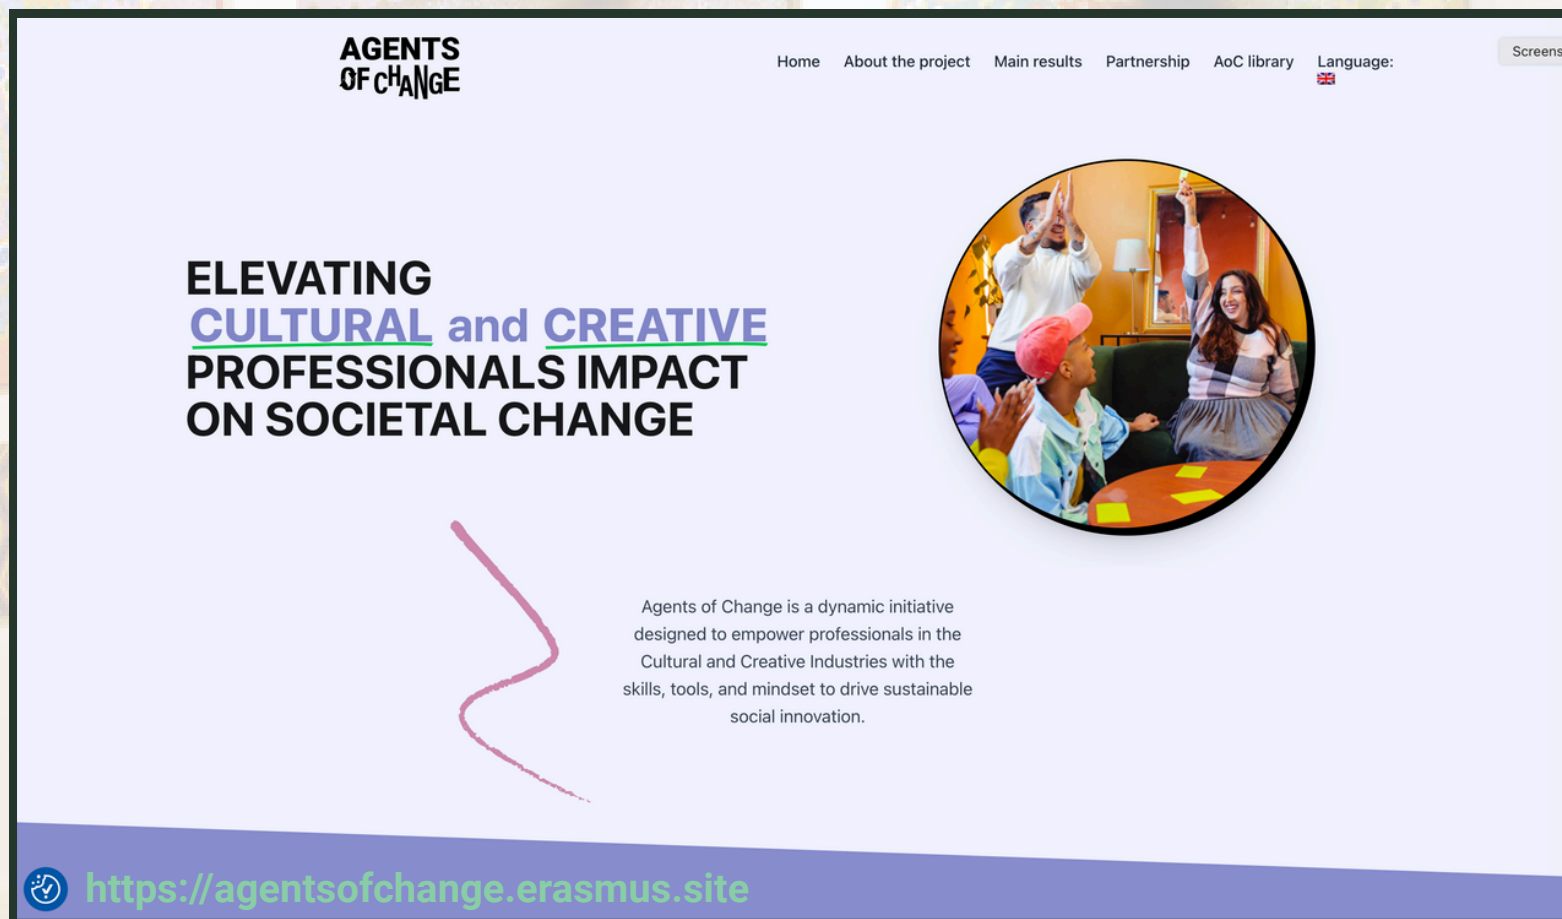 AGENTS
OF CHANGE
Home About the project Main results Partnership AoC library Language:
Screens
ELEVATING
CULTURAL and CREATIVE
PROFESSIONALS IMPACT
ON SOCIETAL CHANGE
Agents of Change is a dynamic initiative
designed to empower professionals in the
Cultural and Creative Industries with the
skills, tools, and mindset to drive sustainable
social innovation.
https://agentsofchange.erasmus.site